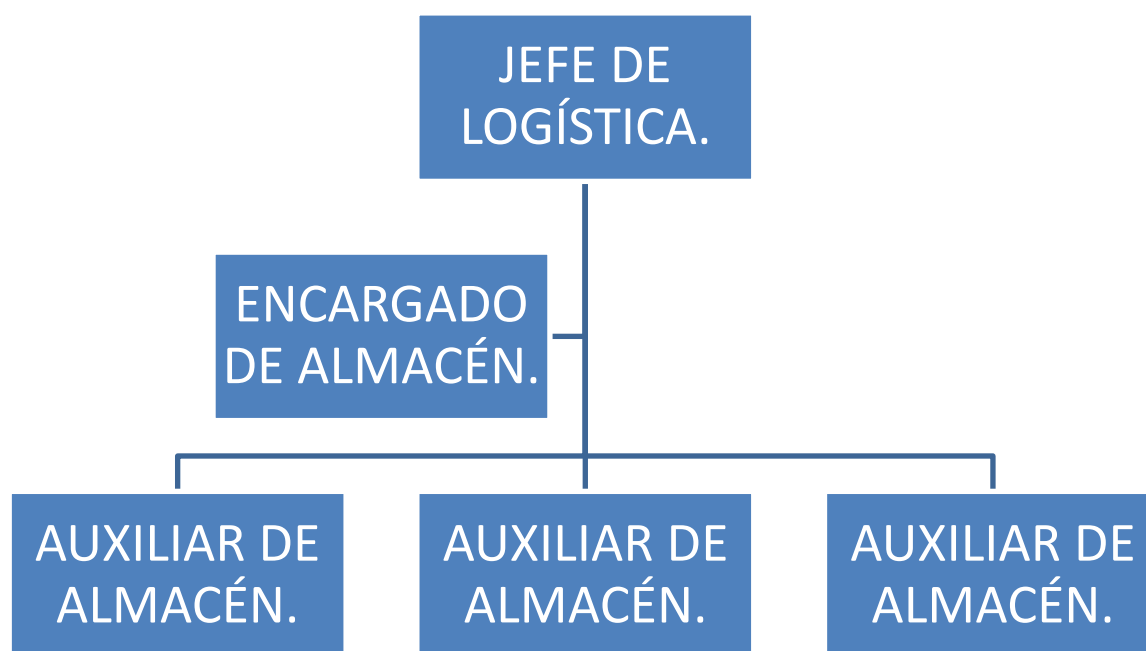 JEFE DE
LOGÍSTICA.
ENCARGADO
DE ALMACÉN.
AUXILIAR DE
ALMACÉN.
AUXILIAR DE
ALMACÉN.
AUXILIAR DE
ALMACÉN.